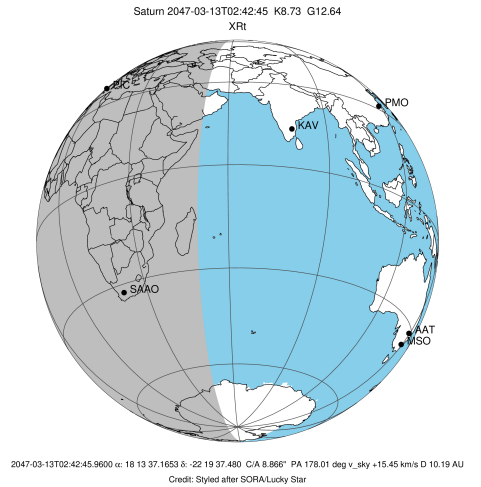 Saturn 2047-03-13T02:42:45 K8.73 G12.64
XRt
PIC
PMO
KAV
SAAO
AAT
MSO
2047-03-13T02:42:45.9600 α: 18 13 37.1653 δ: -22 19 37.480 C/A 8.866" PA 178.01 deg v_sky +15.45 km/s D 10.19 AU
Credit: Styled after SORA/Lucky Star